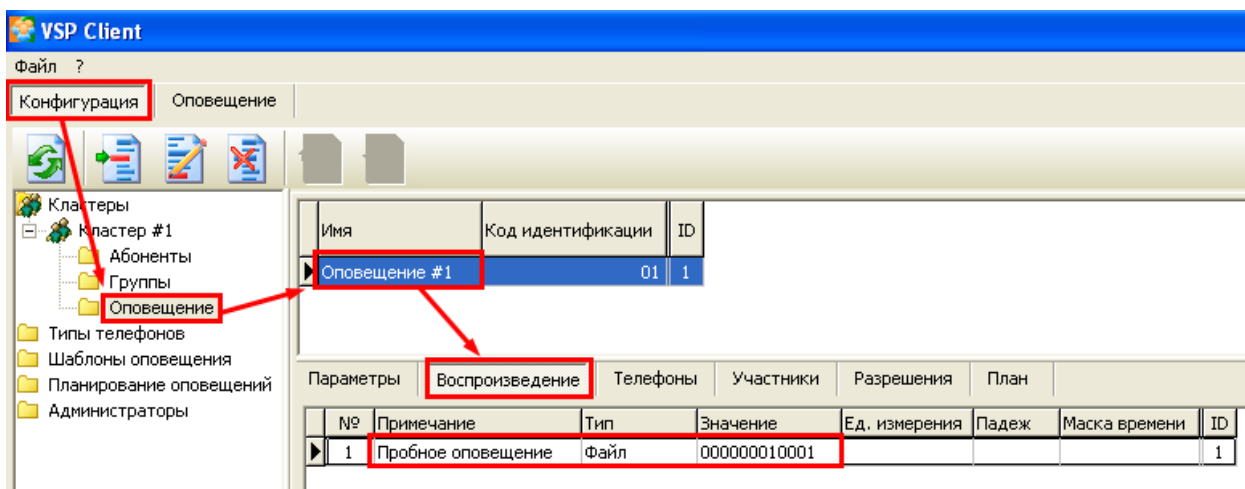 VSP Client
Файл ?
Конфигурация Оповещение
Кластеры
Кластер #1
Абоненты
Группы
Оповещение
Типы телефонов
Шаблоны оповещения
Планирование оповещений
Администраторы
Имя Код идентификации ID
Оповещение #1 01 1
Параметры Воспроизведение Телефоны Участники Разрешения План
№ Примечание Тип Значение Ед. измерения Падеж Маска времени ID
1 Пробное оповещение Файл 000000010001 1